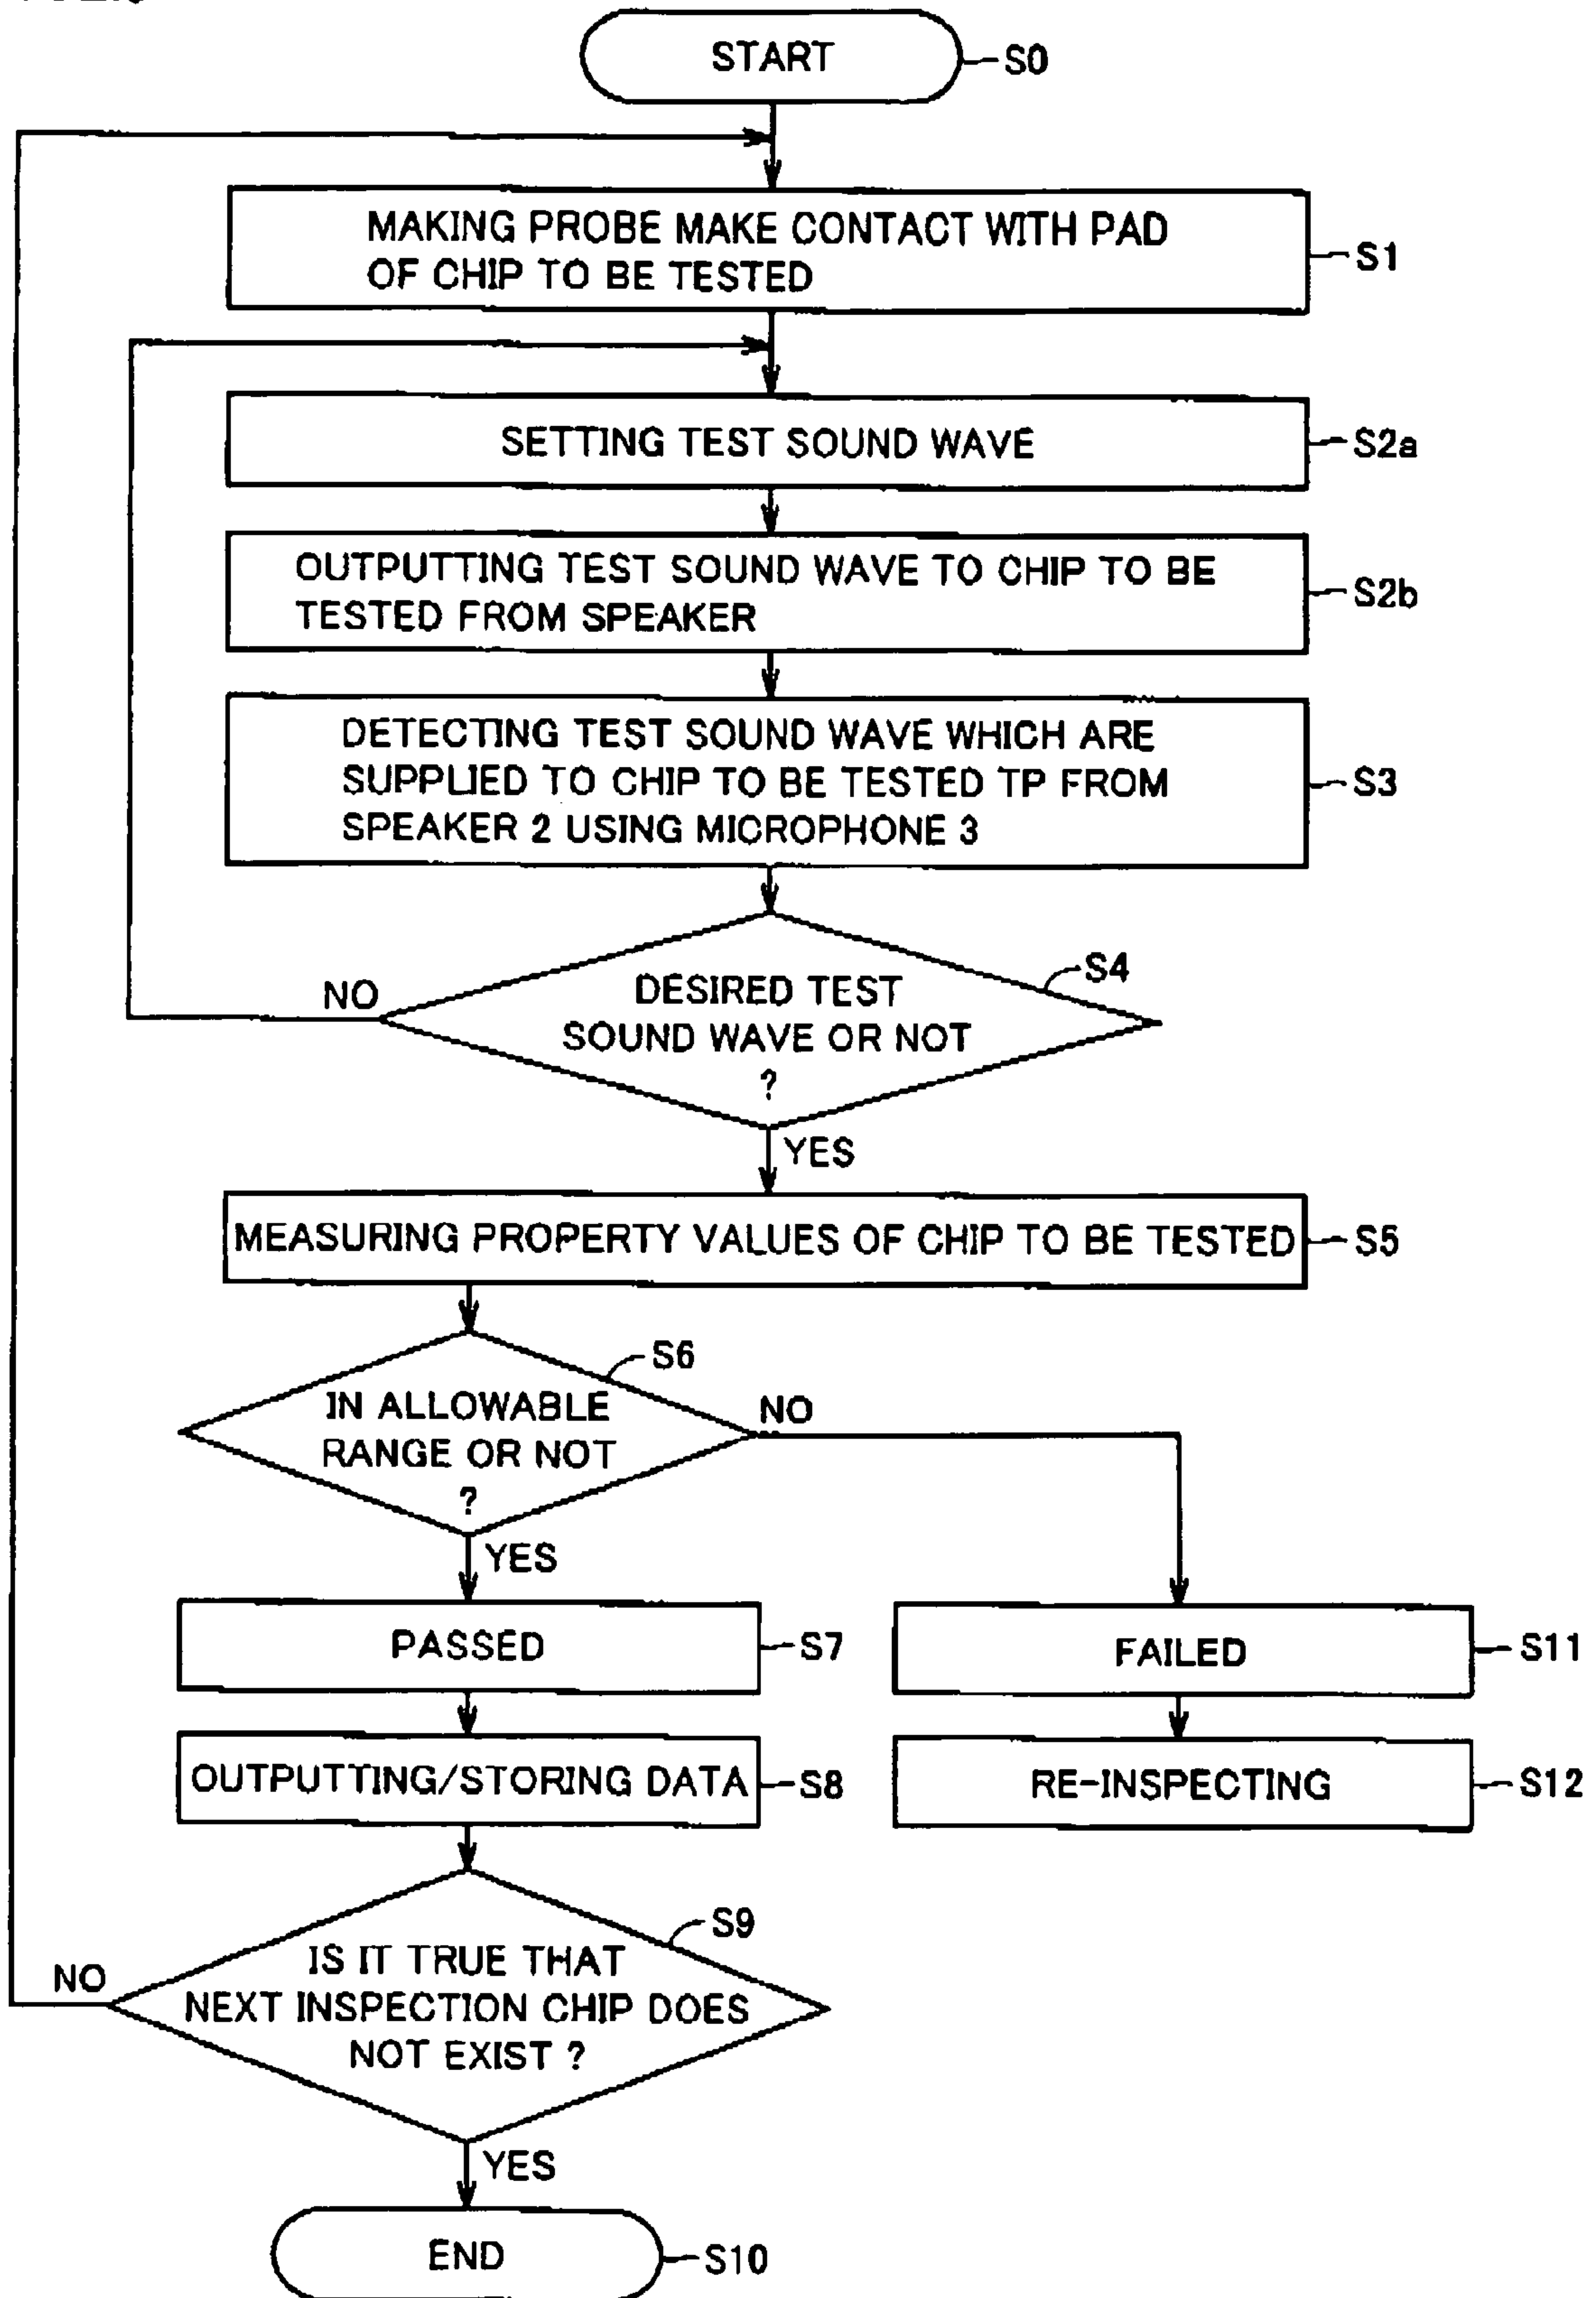 START
S0
MAKING PROBE MAKE CONTACT WITH PAD
OF CHIP TO BE TESTED
S1
SETTING TEST SOUND WAVE
S2a
OUTPUTTING TEST SOUND WAVE TO CHIP TO BE
TESTED FROM SPEAKER
S2b
DETECTING TEST SOUND WAVE WHICH ARE
SUPPLIED TO CHIP TO BE TESTED TP FROM
SPEAKER 2 USING MICROPHONE 3
S3
S4
NO
DESIRED TEST
SOUND WAVE OR NOT
?
YES
MEASURING PROPERTY VALUES OF CHIP TO BE TESTED
S5
S6
IN ALLOWABLE
RANGE OR NOT
?
NO
YES
PASSED
S7
FAILED
S11
OUTPUTTING/STORING DATA
S8
RE-INSPECTING
S12
S9
NO
IS IT TRUE THAT
NEXT INSPECTION CHIP DOES
NOT EXIST ?
YES
END
S10